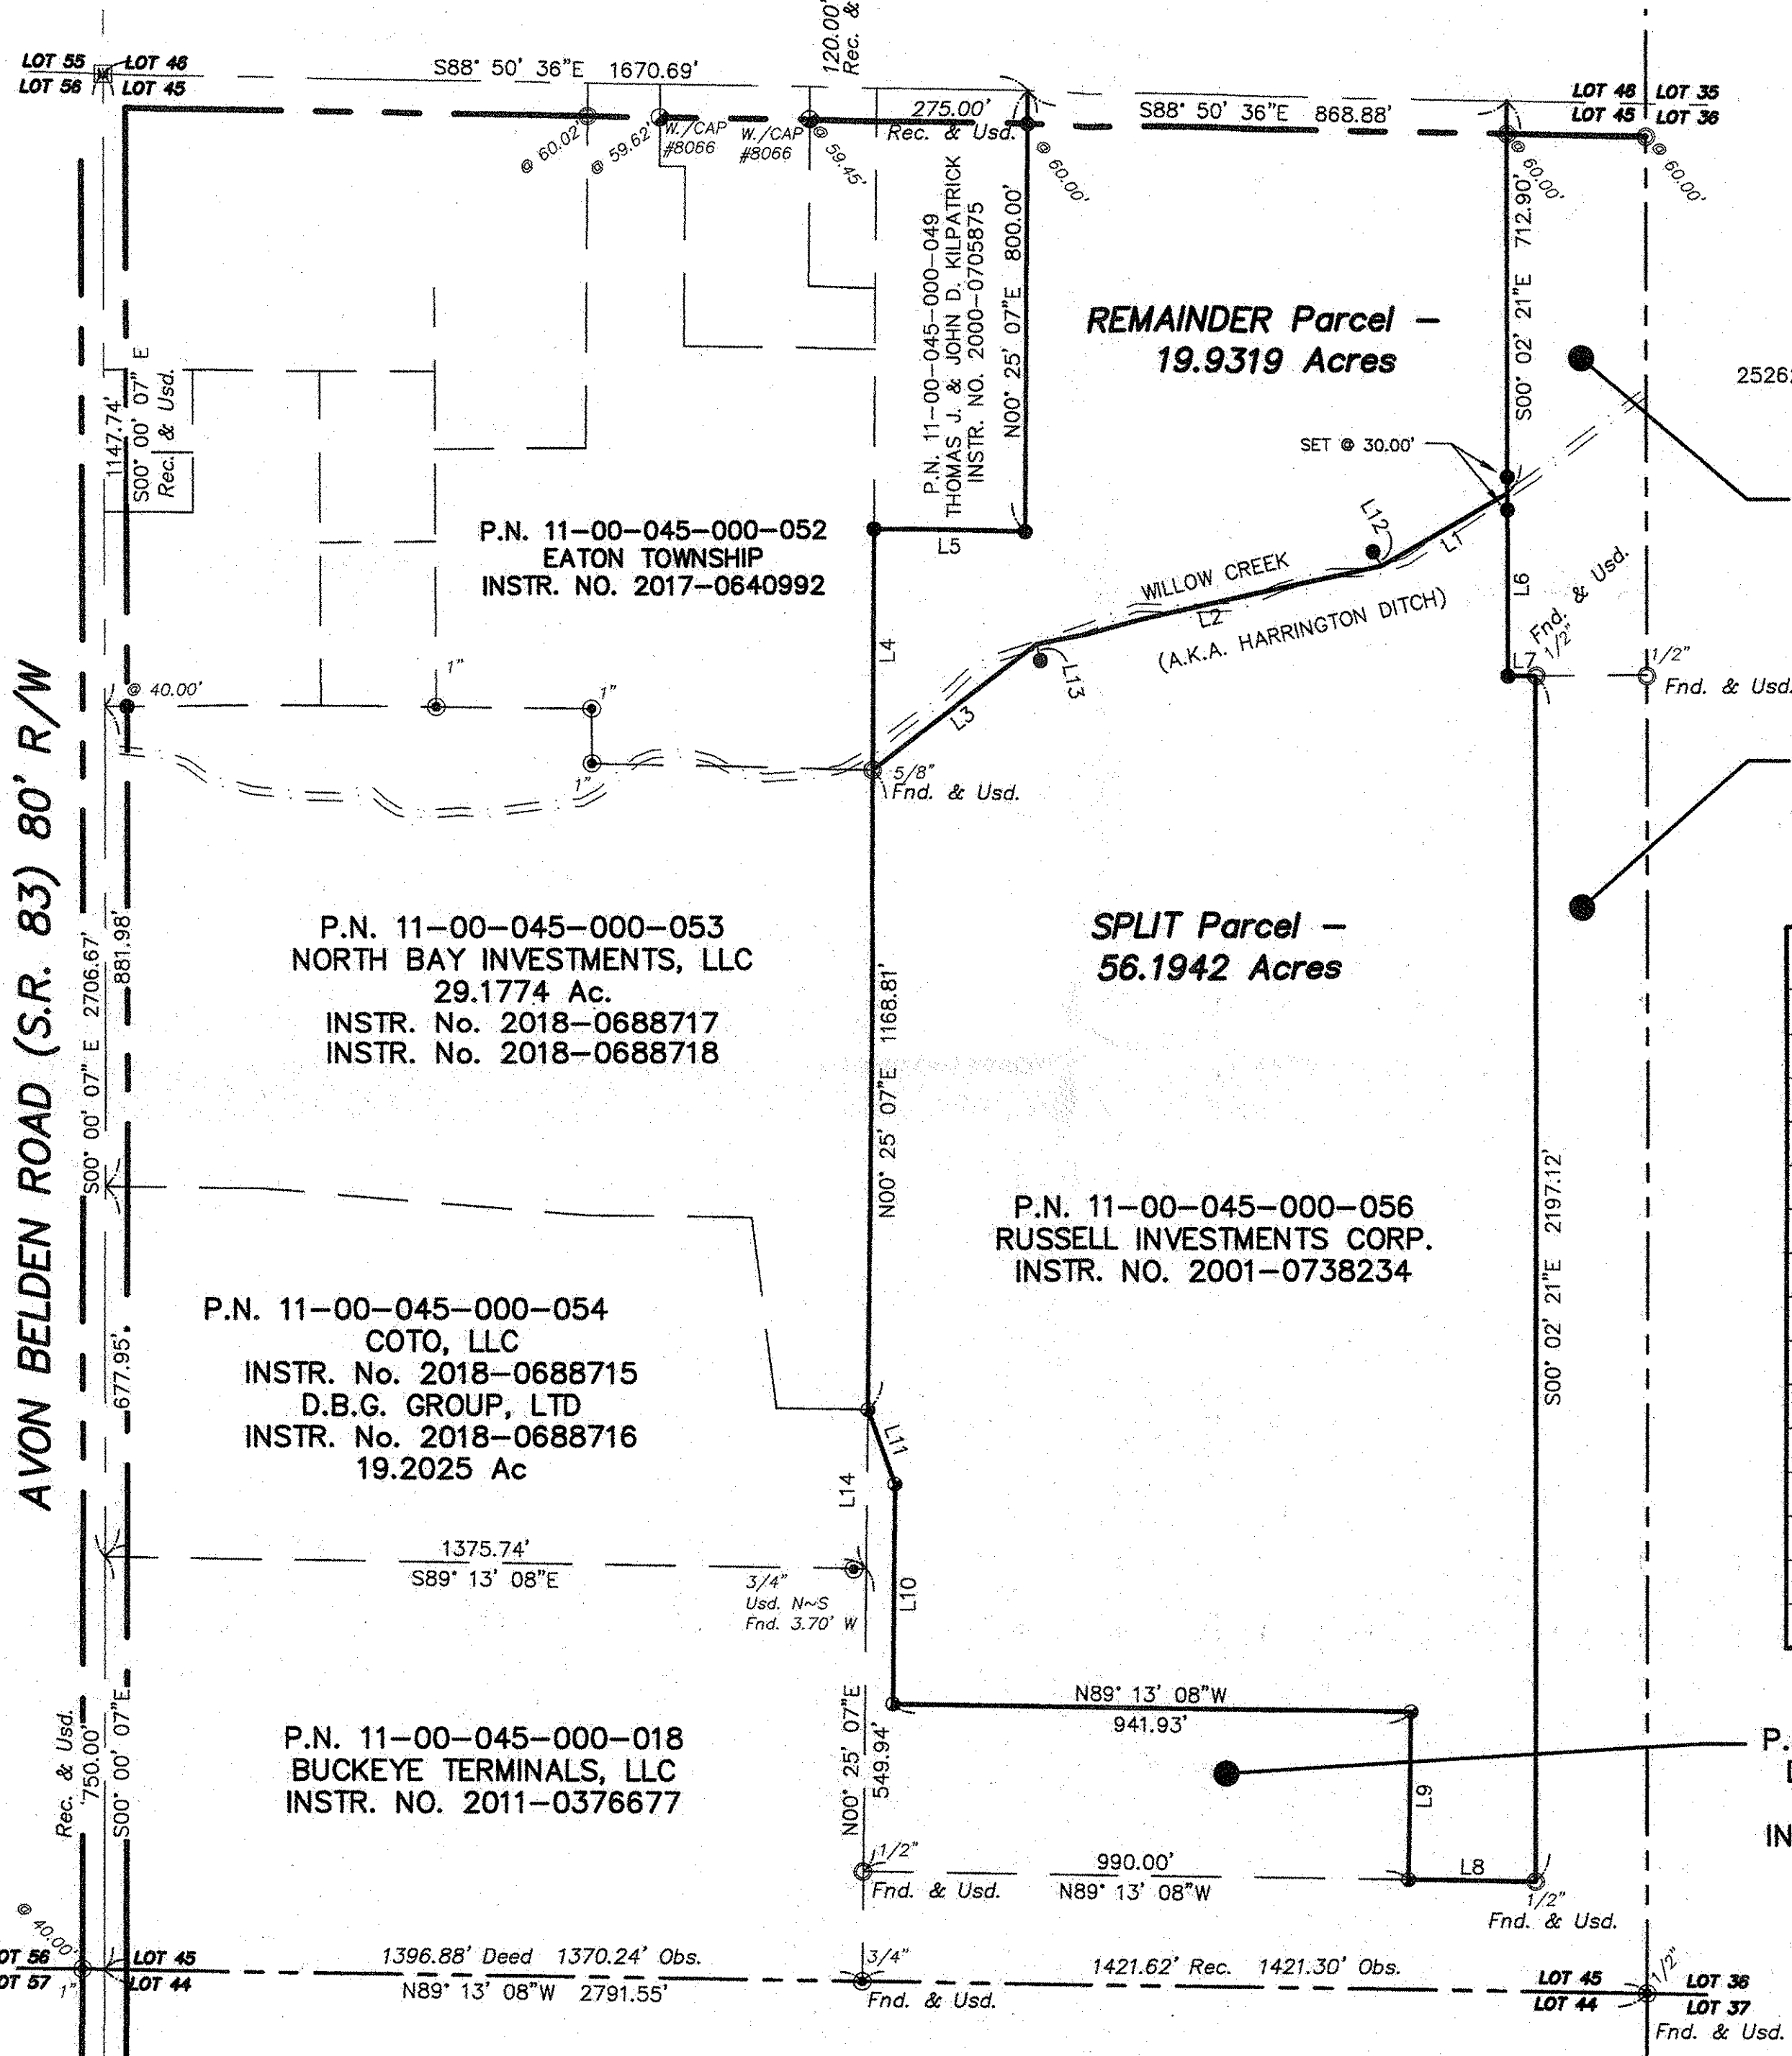 120.00'
Rec. &
LOT 55
LOT 46
LOT 56
LOT 45
S88° 50' 36"E 1670.69'
275.00'
Rec. & Usd.
S88° 50' 36"E 868.88'
LOT 46
LOT 35
LOT 45
LOT 36
@ 60.02'
@ 59.62'
W./CAP
#8066
W./CAP
#8066
@ 59.45'
@ 60.00'
@ 60.00'
@ 60.00'
P.N. 11-00-045-000-049
THOMAS J. & JOHN D. KILPATRICK
INSTR. NO. 2000-0705875
N00° 25' 07"E 800.00'
REMAINDER Parcel -
19.9319 Acres
S00° 02' 21"E 712.90'
2526
SET @ 30.00'
1147.74'
S00° 00' 07" E
Rec. & Usd.
P.N. 11-00-045-000-052
EATON TOWNSHIP
INSTR. NO. 2017-0640992
L5
L12
L1
WILLOW CREEK
L2
(A.K.A. HARRINGTON DITCH)
L6
Fnd. & Usd.
1/2"
L7
1/2"
Fnd. & Usd.
L4
L13
L3
@ 40.00'
1"
1"
1"
5/8"
Fnd. & Usd.
AVON BELDEN ROAD (S.R. 83) 80' R/W
S00° 00' 07" E 2706.67'
881.98'
P.N. 11-00-045-000-053
NORTH BAY INVESTMENTS, LLC
29.1774 Ac.
INSTR. No. 2018-0688717
INSTR. No. 2018-0688718
N00° 25' 07"E 1168.81'
SPLIT Parcel -
56.1942 Acres
P.N. 11-00-045-000-056
RUSSELL INVESTMENTS CORP.
INSTR. NO. 2001-0738234
S00° 02' 21"E 2197.12'
677.95'
P.N. 11-00-045-000-054
COTO, LLC
INSTR. No. 2018-0688715
D.B.G. GROUP, LTD
INSTR. No. 2018-0688716
19.2025 Ac
L11
L14
1375.74'
S89° 13' 08"E
3/4"
Usd. N~S
Fnd. 3.70' W
L10
N89° 13' 08"W
941.93'
Rec. & Usd.
750.00'
S00° 00' 07"E
P.N. 11-00-045-000-018
BUCKEYE TERMINALS, LLC
INSTR. NO. 2011-0376677
N00° 25' 07"E
549.94'
L9
P.
IN
1/2"
Fnd. & Usd.
990.00'
N89° 13' 08"W
L8
1/2"
Fnd. & Usd.
@ 40.00'
OT 56
LOT 45
OT 57
1"
LOT 44
1396.88' Deed 1370.24' Obs.
N89° 13' 08"W 2791.55'
3/4"
Fnd. & Usd.
1421.62' Rec. 1421.30' Obs.
LOT 45
LOT 44
1/2"
LOT 36
LOT 37
Fnd. & Usd.